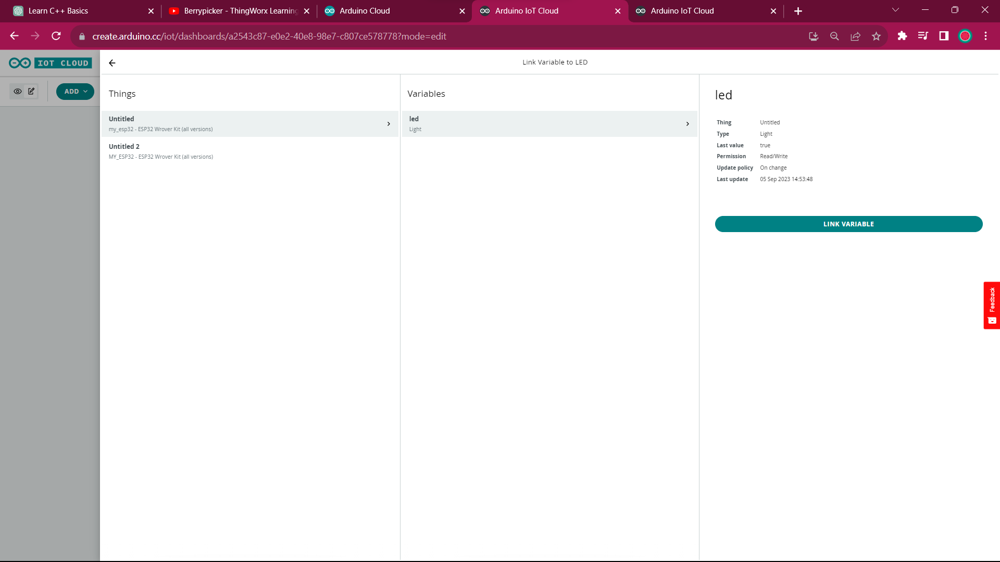 Learn C++ Basics
Berrypicker - ThingWorx Learning
Arduino Cloud
Arduino IoT Cloud
Arduino IoT Cloud
create.arduino.cc/iot/dashboards/a2543c87-e0e2-40e8-98e7-c807ce578778?mode=edit
IOT CLOUD
Link Variable to LED
ADD
Things
Untitled
my_esp32 - ESP32 Wrover Kit (all versions)
Untitled 2
MY_ESP32 - ESP32 Wrover Kit (all versions)
Variables
led
Light
led
Thing Untitled
Type Light
Last value true
Permission Read/Write
Update policy On change
Last update 05 Sep 2023 14:53:48
LINK VARIABLE
Feedback